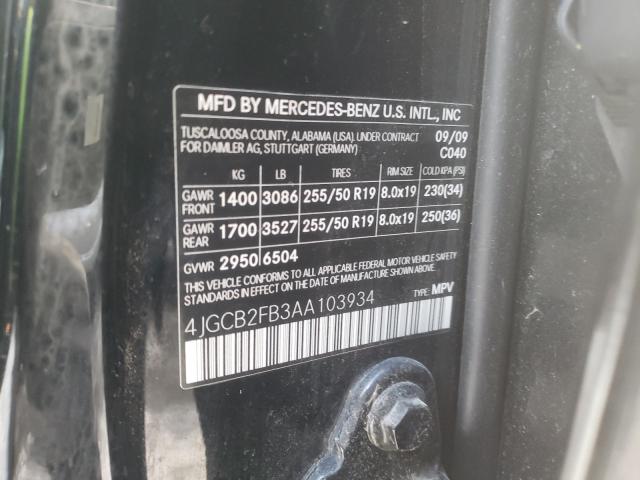 MFD BY MERCEDES-BENZ U.S. INTL., INC
TUSCALOOSA COUNTY, ALABAMA (USA), UNDER CONTRACT 09/09
FOR DAIMLER AG, STUTTGART (GERMANY) C040
KG LB TIRES RIM SIZE COLD KPA (PSI)
GAWR FRONT 1400 3086 255/50 R19 8.0x19 230(34)
GAWR REAR 1700 3527 255/50 R19 8.0x19 250(36)
GVWR 2950 6504
THIS VEHICLE CONFORMS TO ALL APPLICABLE FEDERAL MOTOR VEHICLE SAFETY
STANDARDS IN EFFECT ON THE DATE OF MANUFACTURE SHOWN ABOVE.
4JGCB2FB3AA103934 TYPE: MPV